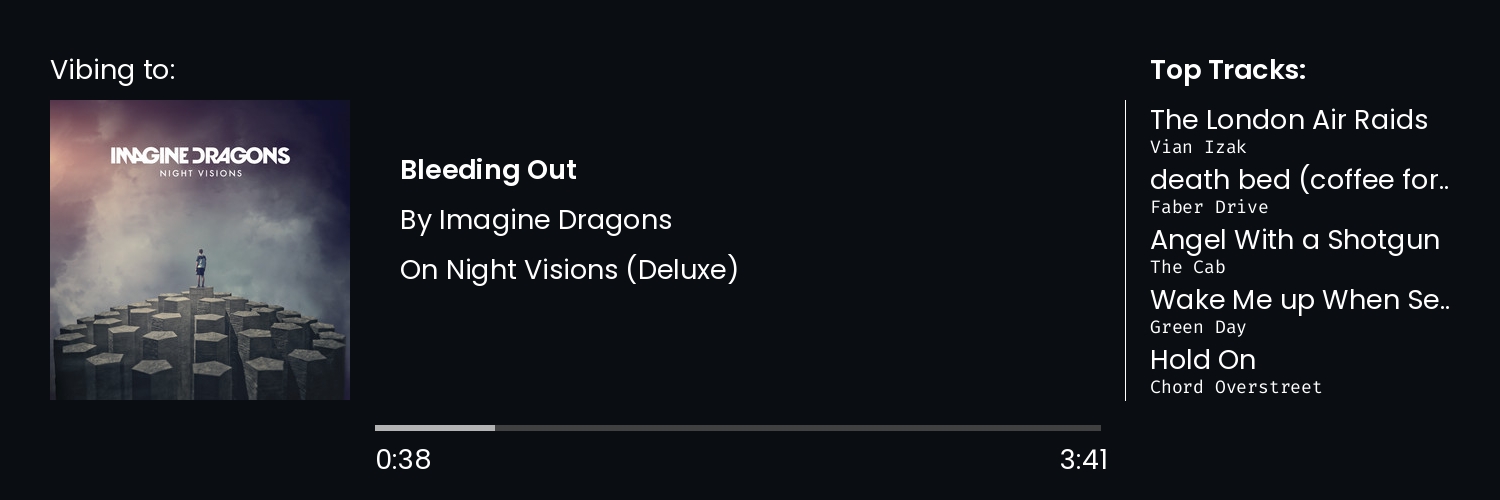 Vibing to:
IMAGINE DRAGONS
NIGHT VISIONS
Bleeding Out
By Imagine Dragons
On Night Visions (Deluxe)
0:38
3:41
Top Tracks:
The London Air Raids
Vian Izak
death bed (coffee for..
Faber Drive
Angel With a Shotgun
The Cab
Wake Me up When Se..
Green Day
Hold On
Chord Overstreet